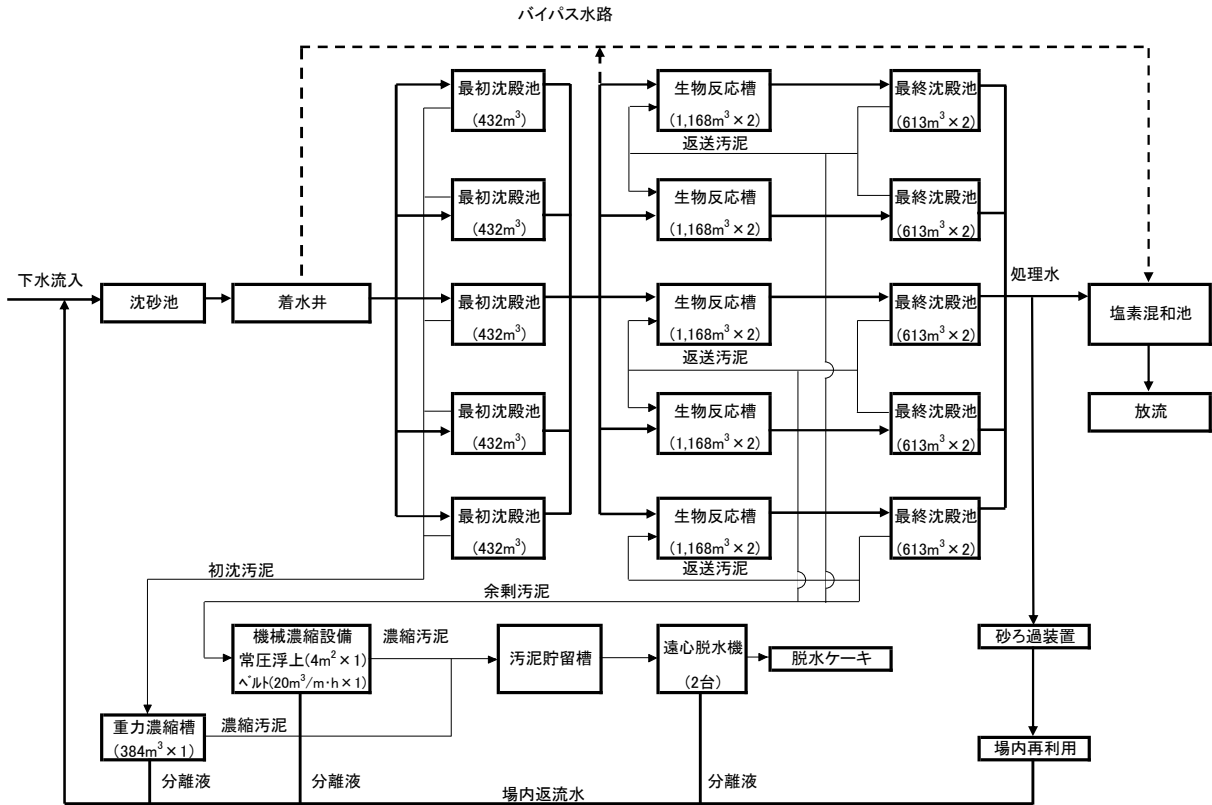 バイパス水路
最初沈殿池
(432m³)
生物反応槽
(1,168m³×2)
最終沈殿池
(613m³×2)
返送汚泥
最初沈殿池
(432m³)
生物反応槽
(1,168m³×2)
最終沈殿池
(613m³×2)
下水流入
沈砂池
着水井
最初沈殿池
(432m³)
生物反応槽
(1,168m³×2)
最終沈殿池
(613m³×2)
処理水
塩素混和池
返送汚泥
放流
最初沈殿池
(432m³)
生物反応槽
(1,168m³×2)
最終沈殿池
(613m³×2)
最初沈殿池
(432m³)
生物反応槽
(1,168m³×2)
最終沈殿池
(613m³×2)
初沈汚泥
返送汚泥
余剰汚泥
機械濃縮設備
常圧浮上(4m²×1)
ベルト(20m³/m·h×1)
濃縮汚泥
汚泥貯留槽
遠心脱水機
(2台)
脱水ケーキ
砂ろ過装置
重力濃縮槽
(384m³×1)
濃縮汚泥
場内再利用
分離液
分離液
分離液
場内返流水